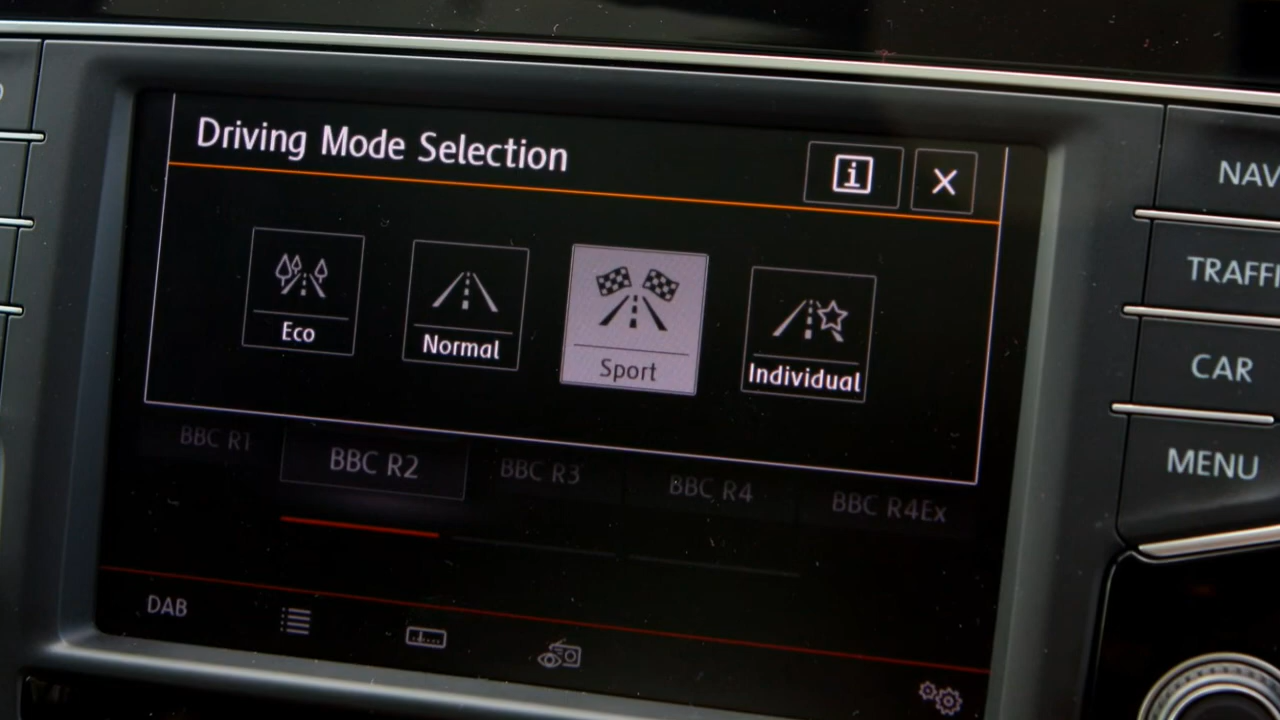 Driving Mode Selection
i
X
Eco
Normal
Sport
Individual
BBC R1
BBC R2
BBC R3
BBC R4
BBC R4Ex
DAB
NAV
TRAFFI
CAR
MENU